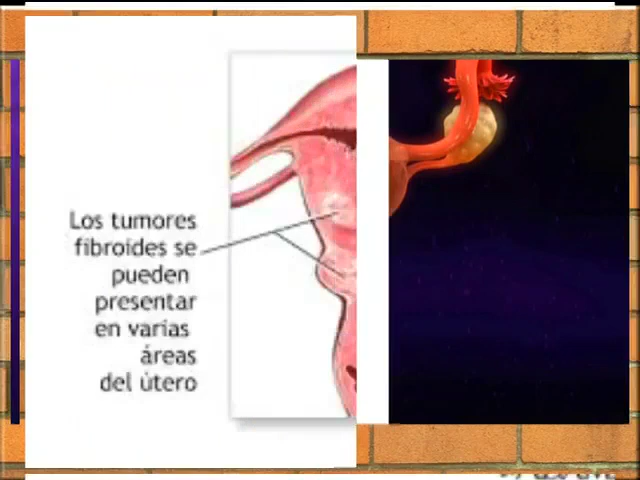 Los tumores
fibroides se
pueden
presentar
en varias
áreas
del útero